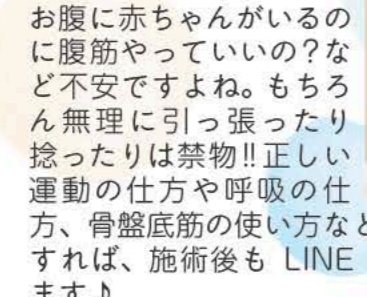 お腹に赤ちゃんがいるの
に腹筋やっていいの?な
ど不安ですよね。もちろ
ん無理に引っ張ったり
捻ったりは禁物!!正しい
運動の仕方や呼吸の仕
方、骨盤底筋の使い方など
すれば、施術後も LINE
ます♪